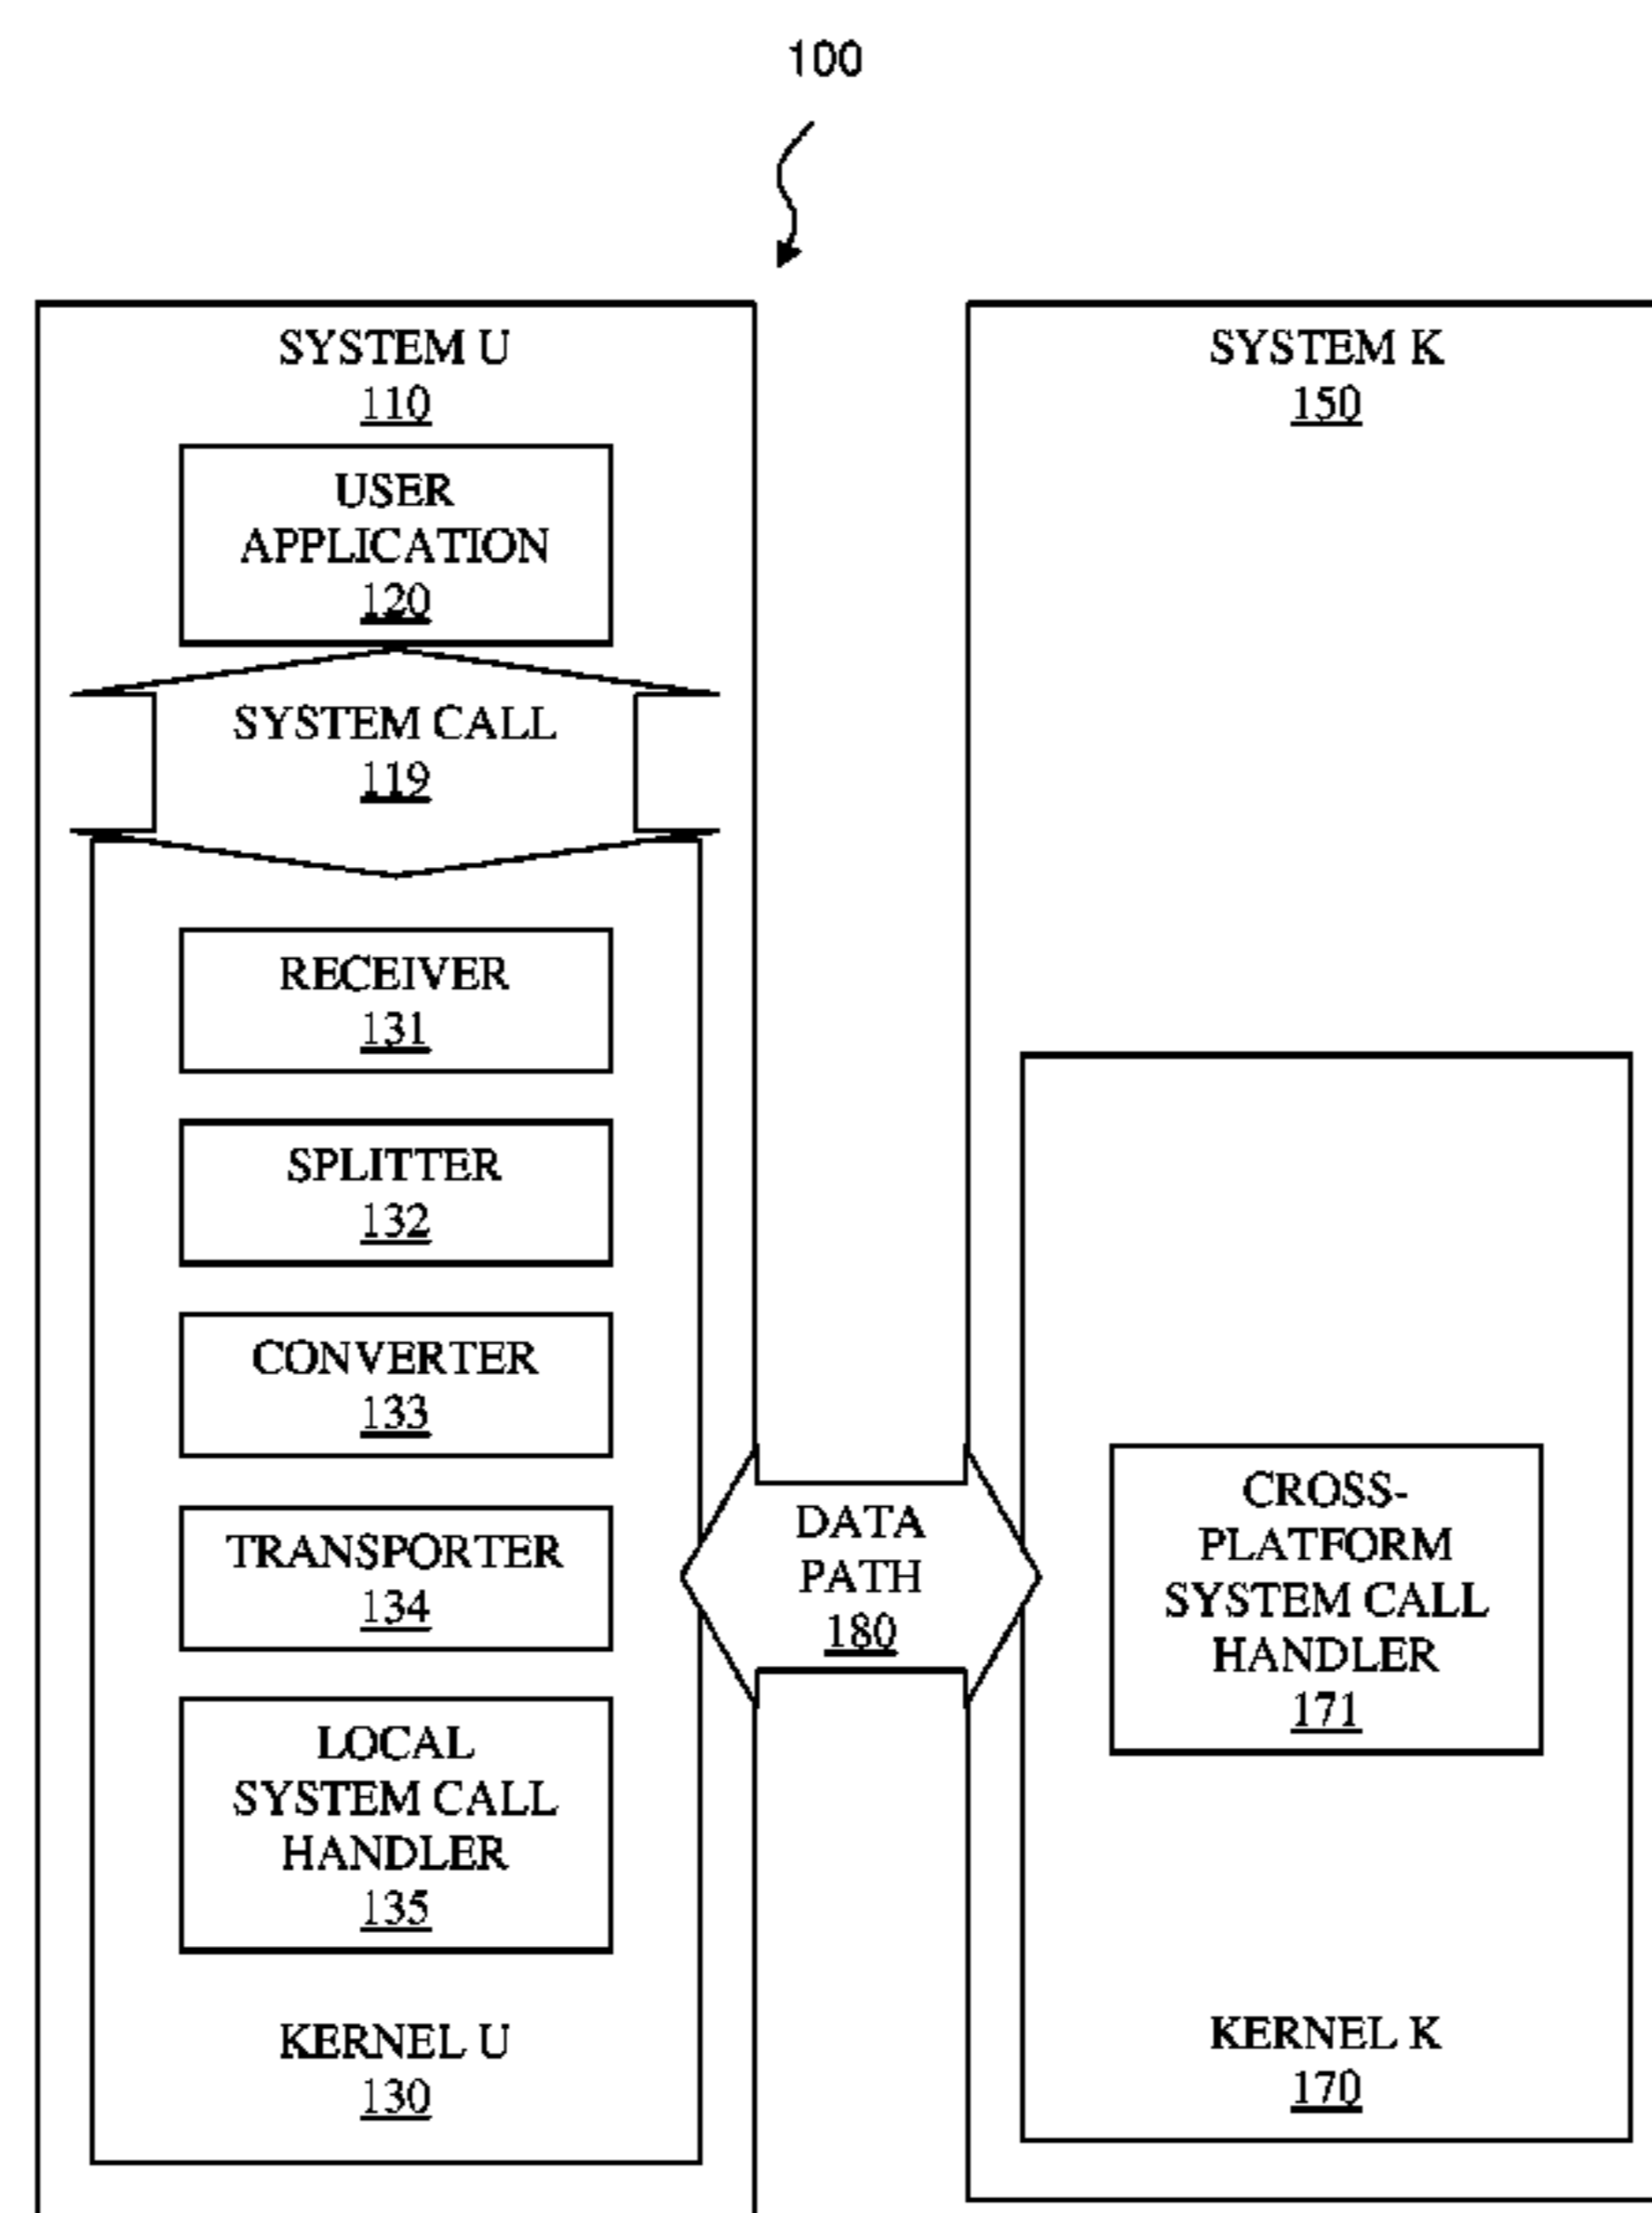 100
SYSTEM U
110
USER
APPLICATION
120
SYSTEM CALL
119
RECEIVER
131
SPLITTER
132
CONVERTER
133
TRANSPORTER
134
LOCAL
SYSTEM CALL
HANDLER
135
KERNEL U
130
DATA
PATH
180
SYSTEM K
150
CROSS-
PLATFORM
SYSTEM CALL
HANDLER
171
KERNEL K
170